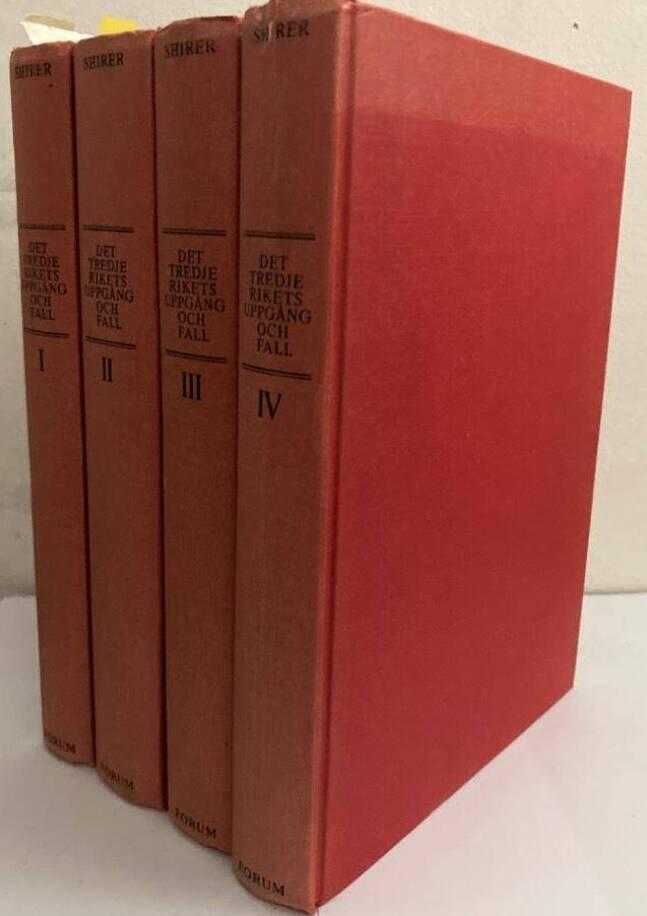 SHIRER
DET
TREDJE
RIKETS
UPPGÅNG
OCH
FALL
I
FORUM
SHIRER
DET
TREDJE
RIKETS
UPPGÅNG
OCH
FALL
II
FORUM
SHIRER
DET
TREDJE
RIKETS
UPPGÅNG
OCH
FALL
III
FORUM
SHIRER
DET
TREDJE
RIKETS
UPPGÅNG
OCH
FALL
IV
FORUM